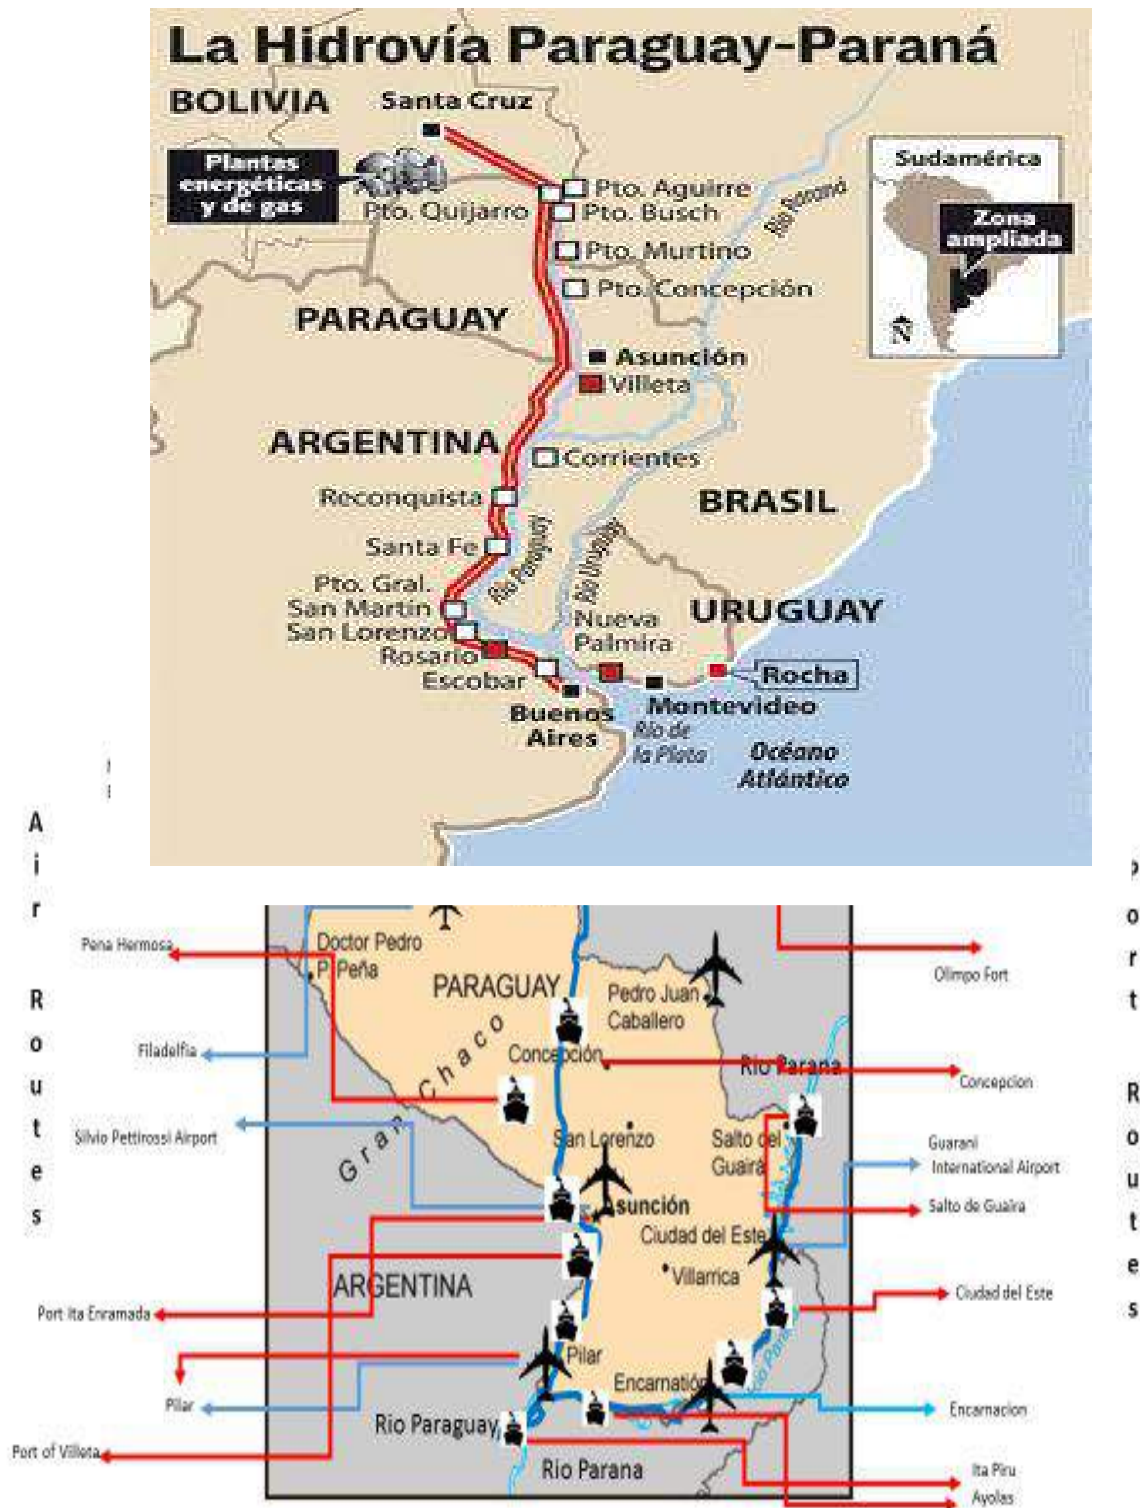 La Hidrovía Paraguay-Paraná
BOLIVIA
Santa Cruz
Plantas
energéticas
y de gas
Pto. Quijarro
Pto. Aguirre
Pto. Busch
Pto. Murtino
Pto. Concepción
Río Paraná
Sudamérica
Zona
ampliada
N
PARAGUAY
Asunción
Villeta
ARGENTINA
Corrientes
Reconquista
BRASIL
Santa Fe
Río Paraguay
Río Uruguay
Pto. Gral.
San Martín
San Lorenzo
Rosario
Escobar
Nueva
Palmira
URUGUAY
Rocha
Buenos
Aires
Montevideo
Río de
la Plata
Océano
Atlántico
Air Routes
Port Routes
Pena Hermosa
Filadelfia
Silvio Pettirossi Airport
Port Ita Enramada
Pilar
Port of Villeta
Doctor Pedro
P. Peña
PARAGUAY
Pedro Juan
Caballero
Gran Chaco
Concepción
Rio Parana
San Lorenzo
Salto del
Guairá
Asunción
Ciudad del Este
Villarrica
ARGENTINA
Pilar
Encarnatión
Rio Paraguay
Rio Parana
Olimpo Fort
Concepcion
Guarani
International Airport
Salto de Guaira
Ciudad del Este
Encarnacion
Ita Piru
Ayolas